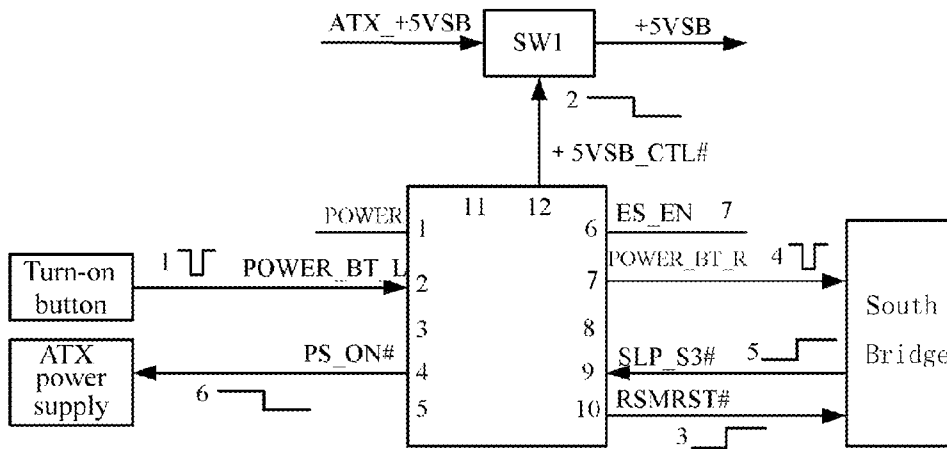 ATX_+5VSB
SW1
+5VSB
2
+ 5VSB_CTL#
11
12
POWER
1
6
ES_EN
7
Turn-on
button
1
POWER_BT_L
2
7
POWER_BT_R
4
South
Bridge
3
8
ATX
power
supply
PS_ON#
6
4
9
SLP_S3#
5
5
10
RSMRST#
3